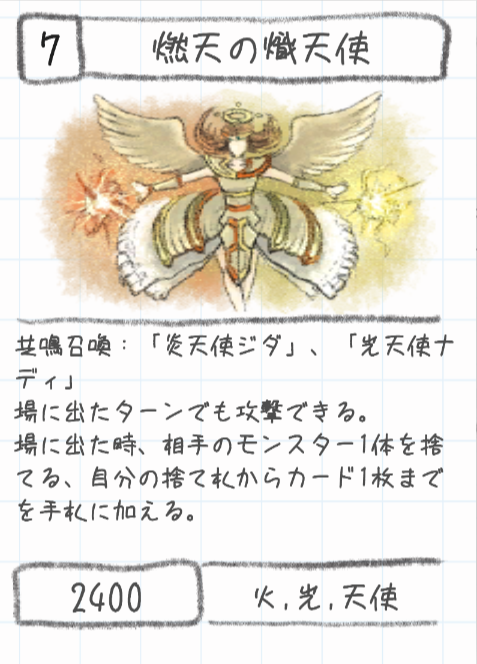 7
燃天の熾天使
共鳴召喚：「炎天使ジダ」、「光天使ナ
ディ」
場に出たターンでも攻撃できる。
場に出た時、相手のモンスター1体を捨
てる、自分の捨て札からカード1枚まで
を手札に加える。
2400
火,光,天使